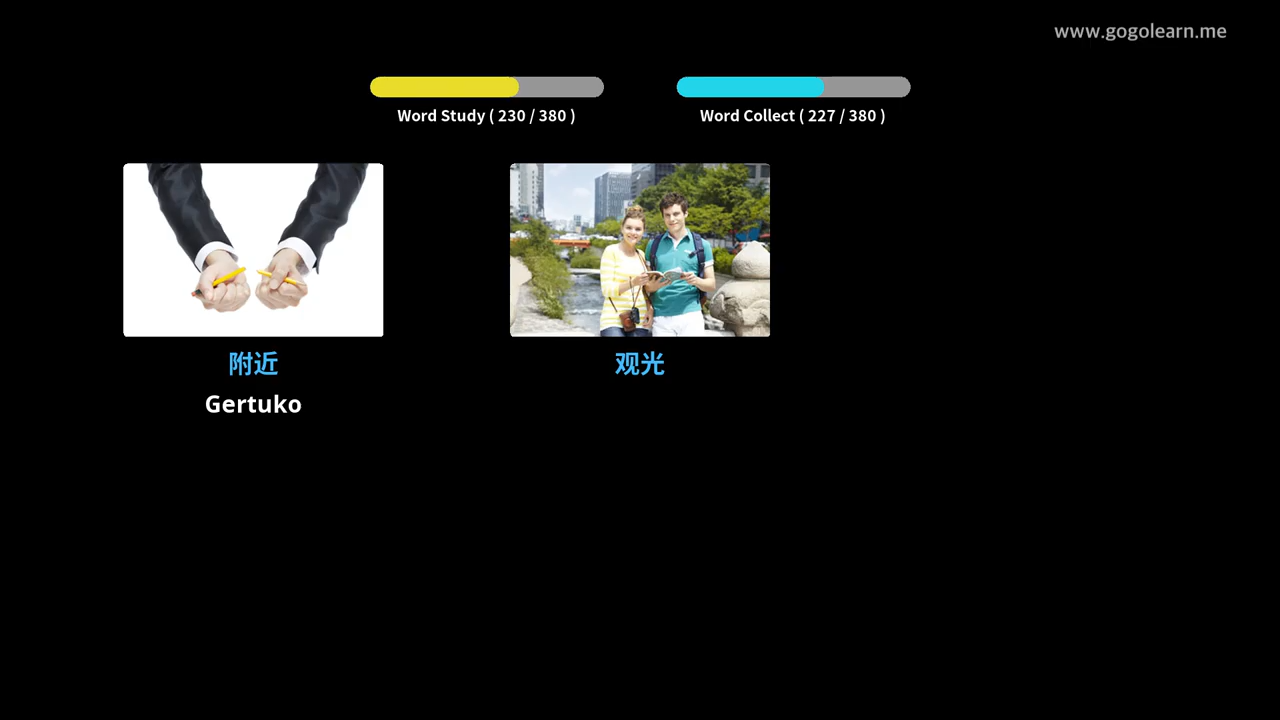 www.gogolearn.me
Word Study ( 230 / 380 )
Word Collect ( 227 / 380 )
附近
观光
Gertuko